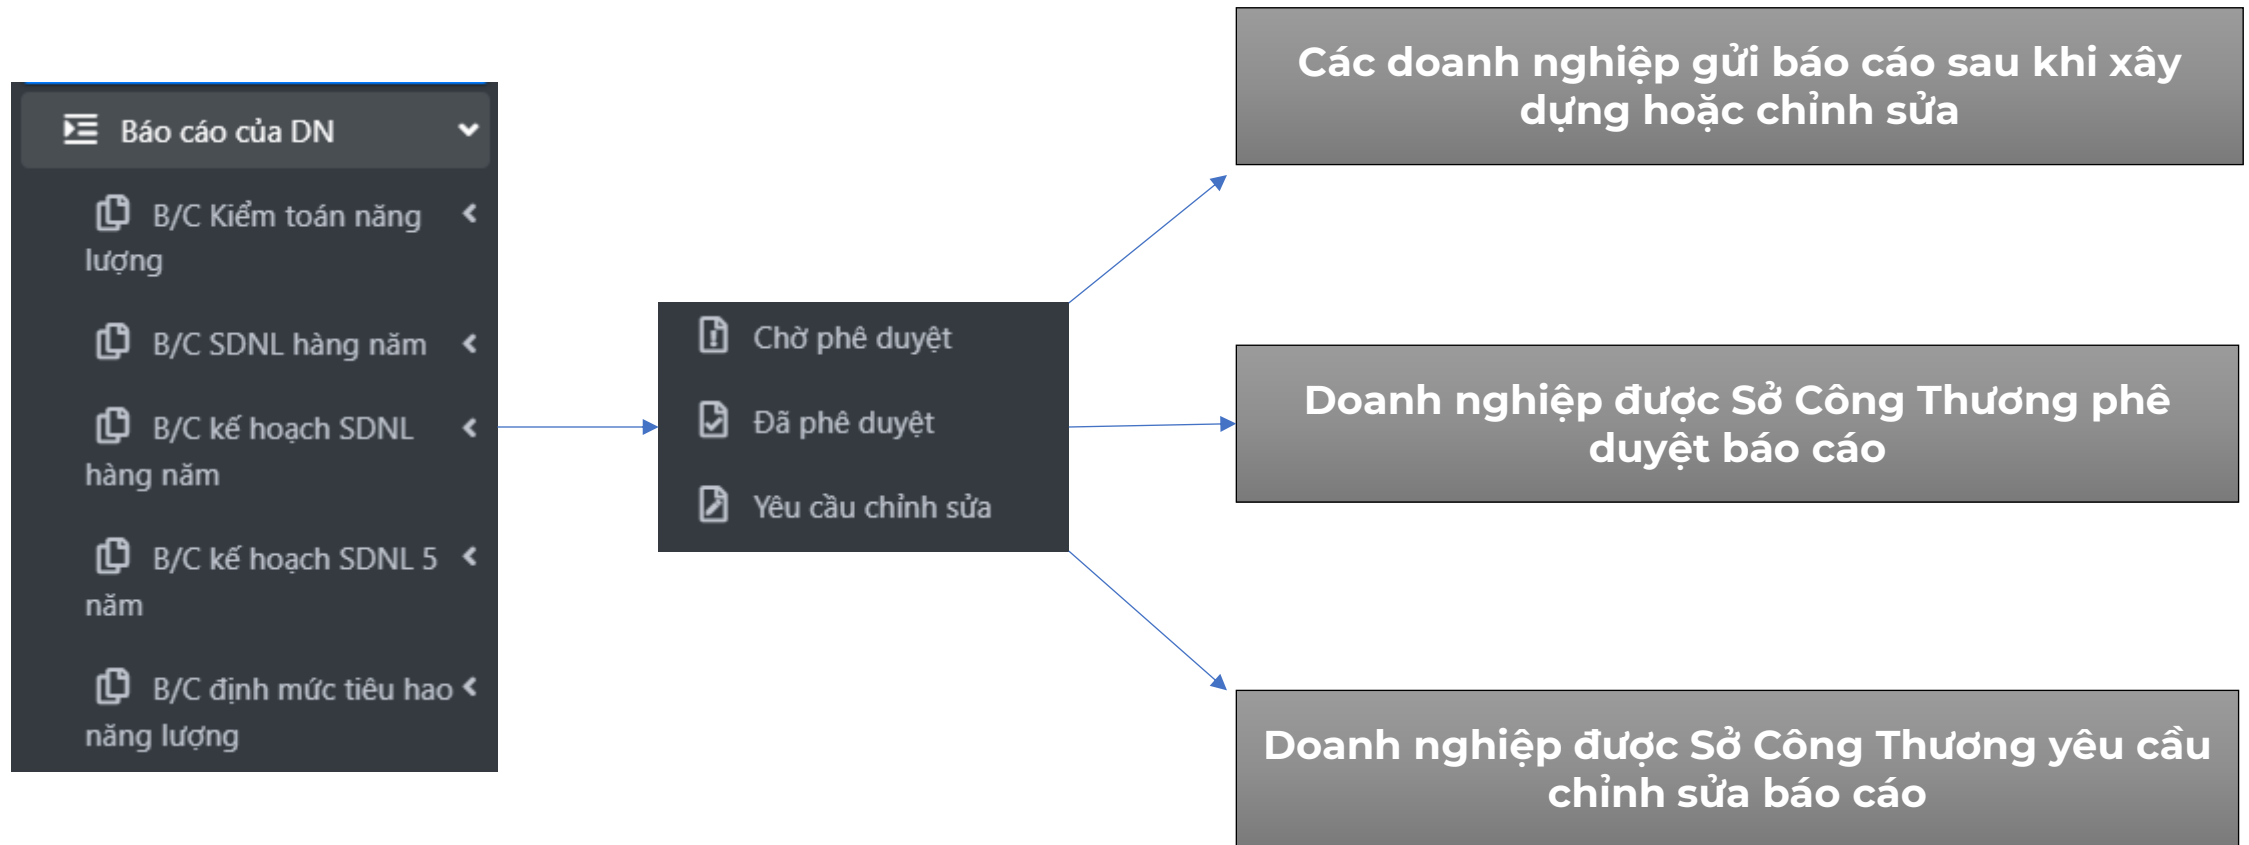 Báo cáo của DN
B/C Kiểm toán năng
lượng
B/C SDNL hàng năm
B/C kế hoạch SDNL
hàng năm
B/C kế hoạch SDNL 5
năm
B/C định mức tiêu hao
năng lượng
Chờ phê duyệt
Đã phê duyệt
Yêu cầu chỉnh sửa
Các doanh nghiệp gửi báo cáo sau khi xây
dựng hoặc chỉnh sửa
Doanh nghiệp được Sở Công Thương phê
duyệt báo cáo
Doanh nghiệp được Sở Công Thương yêu cầu
chỉnh sửa báo cáo